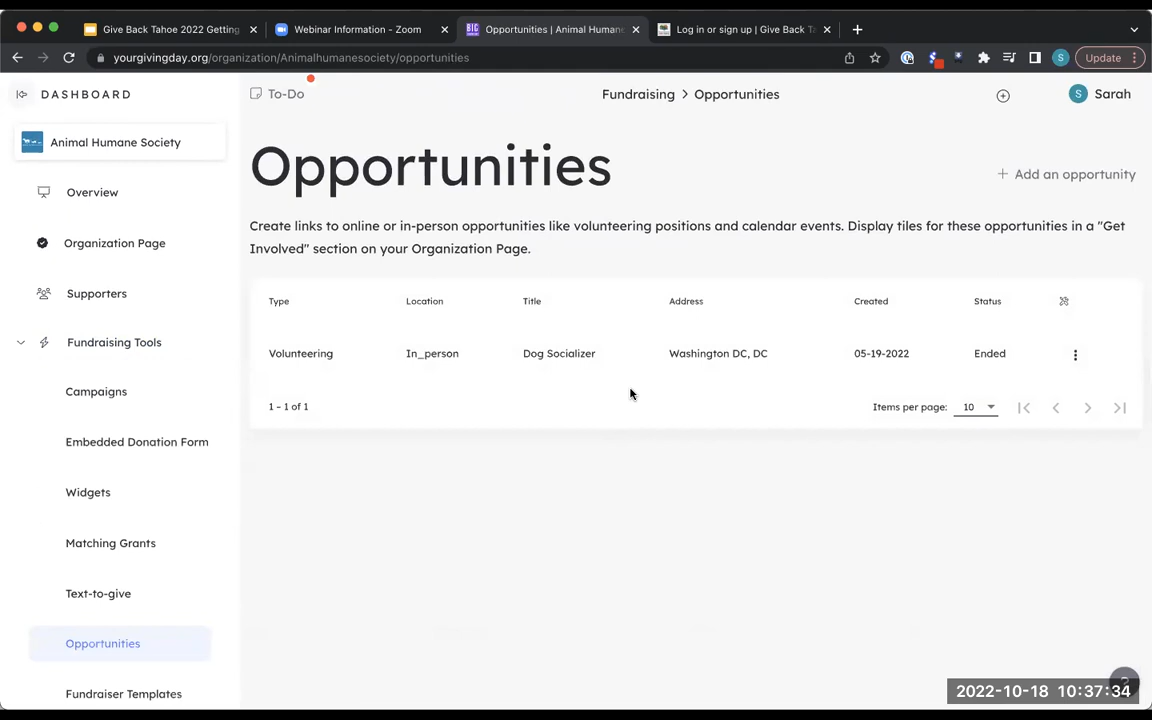 Give Back Tahoe 2022 Getting
Webinar Information - Zoom
Opportunities | Animal Humane
Log in or sign up | Give Back T
yourgivingday.org/organization/Animalhumanesociety/opportunities
S
Update
DASHBOARD
To-Do
Fundraising > Opportunities
S
Sarah
Animal Humane Society
Opportunities
+ Add an opportunity
Overview
Create links to online or in-person opportunities like volunteering positions and calendar events. Display tiles for these opportunities in a "Get
Involved" section on your Organization Page.
Organization Page
Supporters
Type Location Title Address Created Status
Fundraising Tools
Volunteering In_person Dog Socializer Washington DC, DC 05-19-2022 Ended
Campaigns
1 – 1 of 1
Items per page: 10
Embedded Donation Form
Widgets
Matching Grants
Text-to-give
Opportunities
Fundraiser Templates
2022-10-18 10:37:34